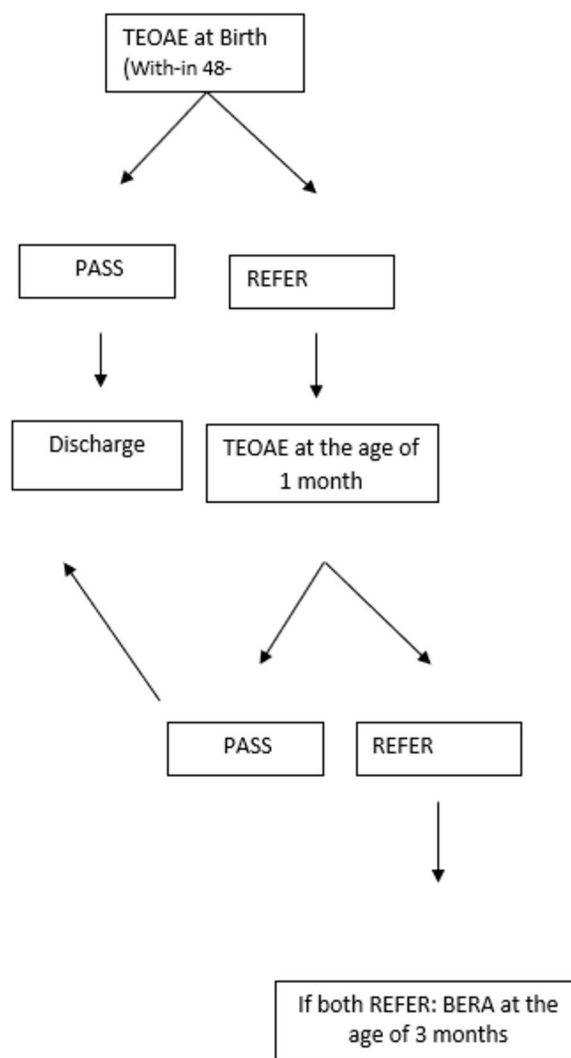 TEOAE at Birth
(With-in 48-
PASS
REFER
Discharge
TEOAE at the age of
1 month
PASS
REFER
If both REFER: BERA at the
age of 3 months